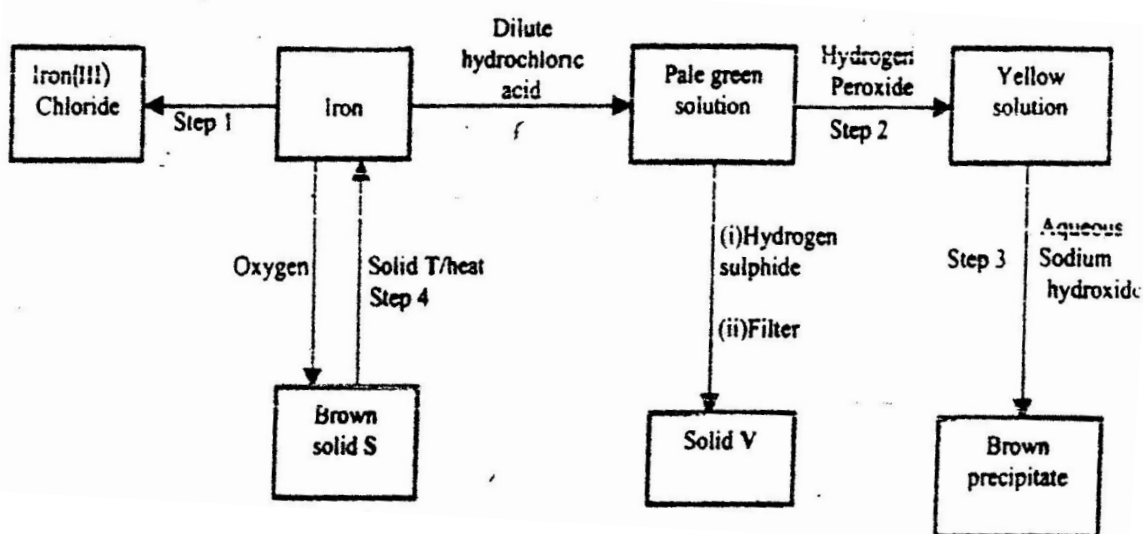 Iron(III)
Chloride
Step 1
Iron
Dilute
hydrochloric
acid
Pale green
solution
Hydrogen
Peroxide
Step 2
Yellow
solution
Oxygen
Solid T/heat
Step 4
(i)Hydrogen
sulphide
(ii)Filter
Step 3
Aqueous
Sodium
hydroxide
Brown
solid S
Solid V
Brown
precipitate